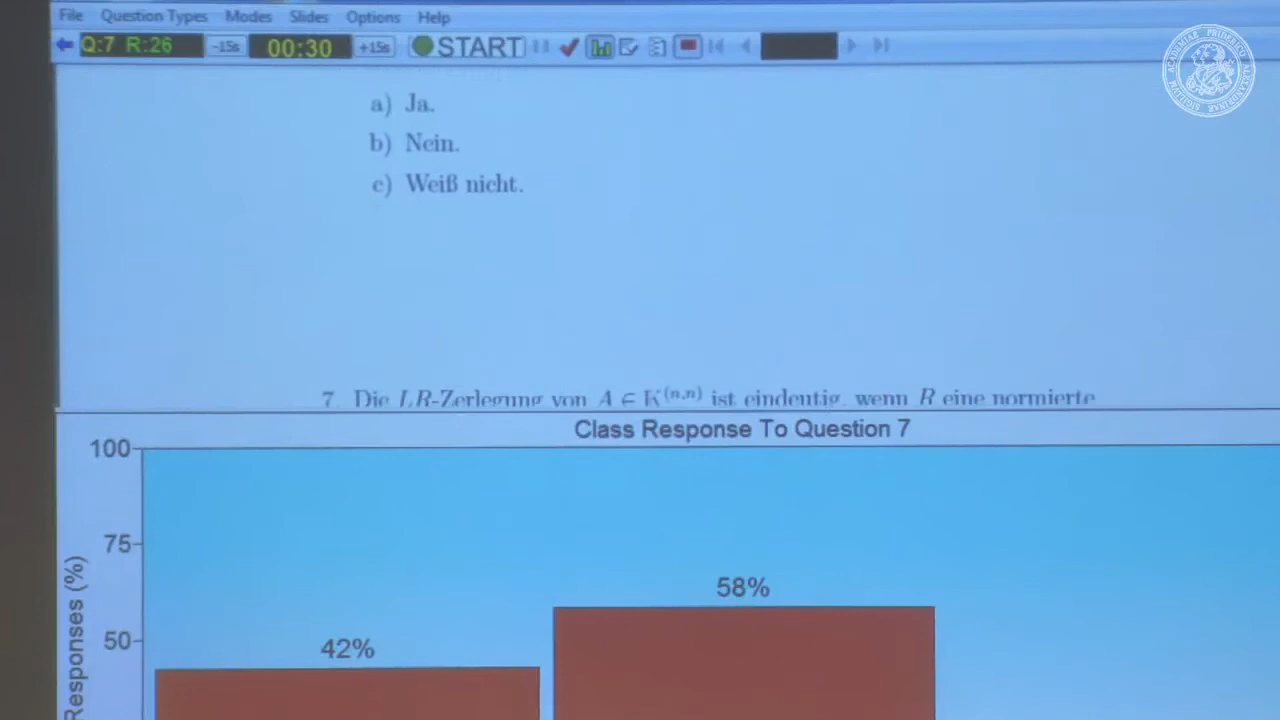 File Question Types Modes Slides Options Help
Q:7 R:26 -15s 00:30 +15s START
a) Ja.
b) Nein.
c) Weiß nicht.
7. Die LR-Zerlegung von A ∈ K^(n,n) ist eindeutig, wenn R eine normierte
Class Response To Question 7
100
75
58%
50
42%
Responses (%)